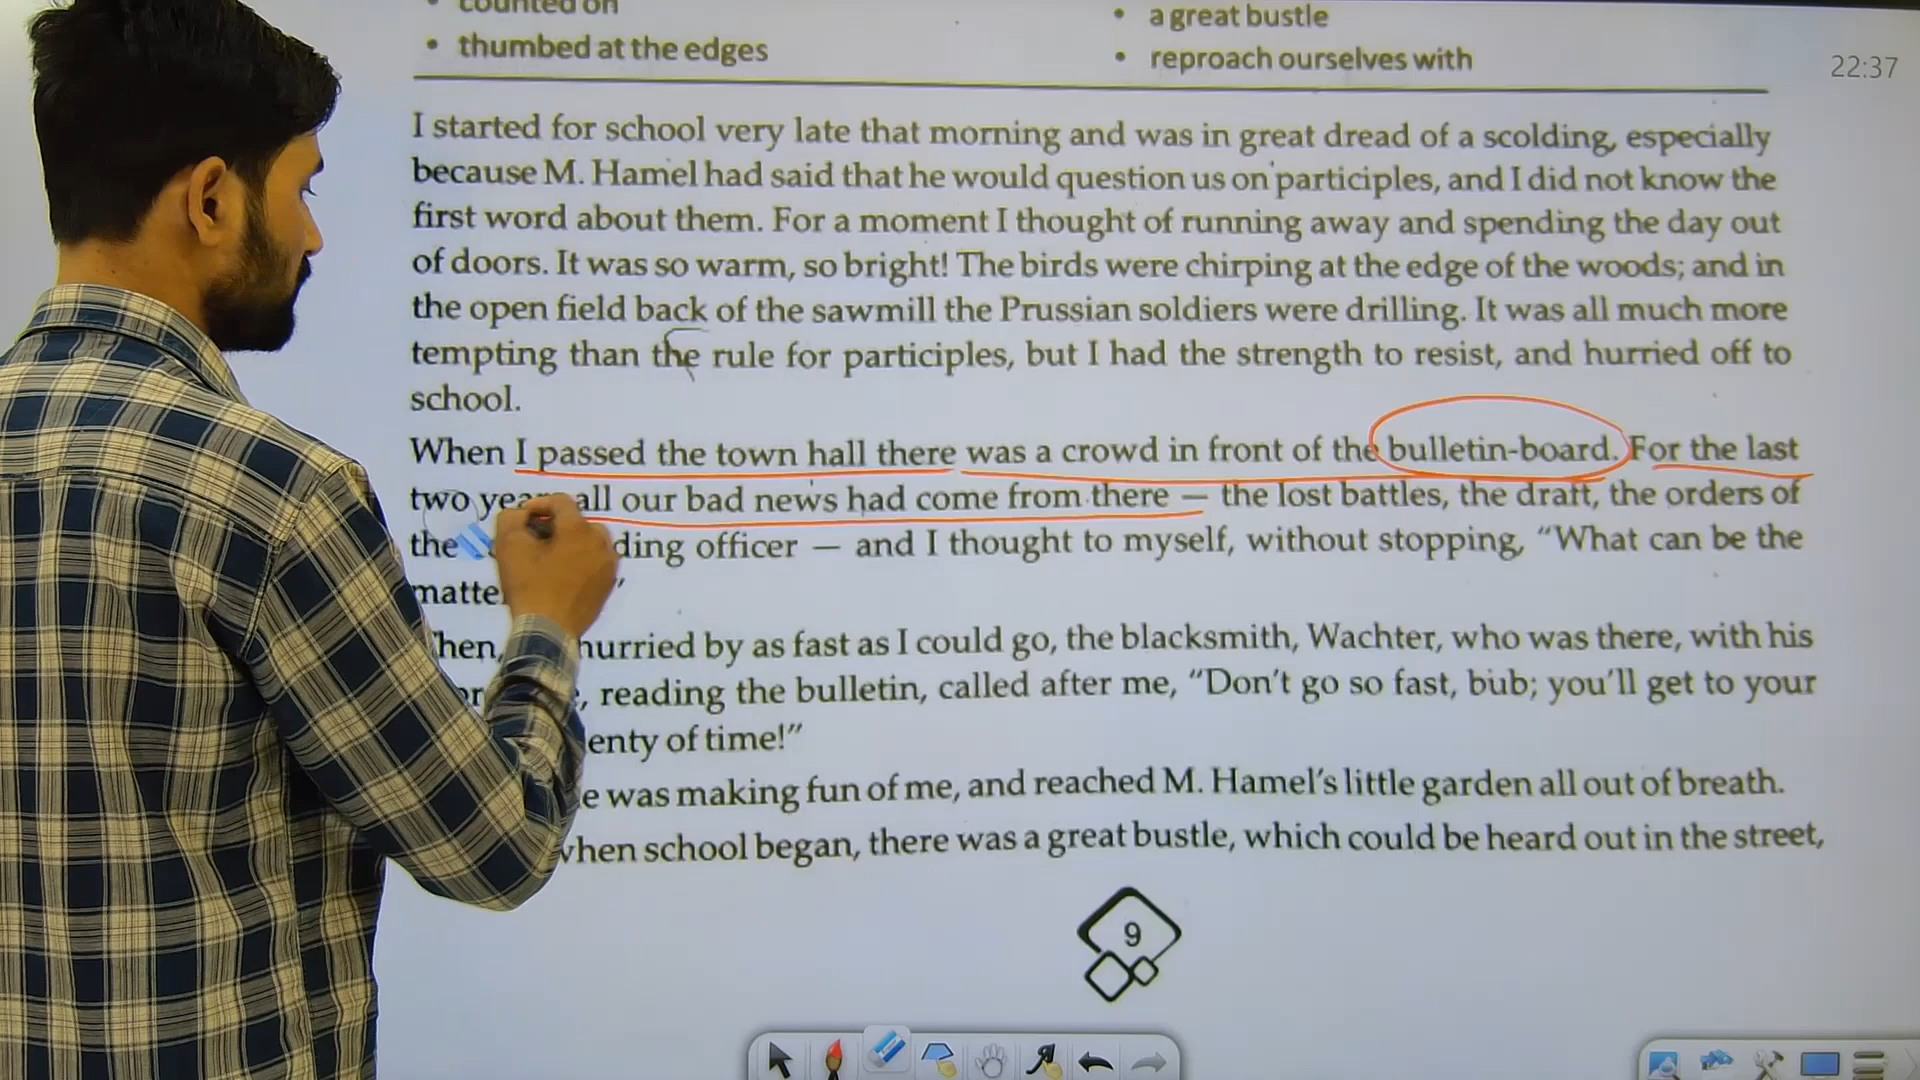 counted on
thumbed at the edges
a great bustle
reproach ourselves with
22:37
I started for school very late that morning and was in great dread of a scolding, especially
because M. Hamel had said that he would question us on participles, and I did not know the
first word about them. For a moment I thought of running away and spending the day out
of doors. It was so warm, so bright! The birds were chirping at the edge of the woods; and in
the open field back of the sawmill the Prussian soldiers were drilling. It was all much more
tempting than the rule for participles, but I had the strength to resist, and hurried off to
school.
When I passed the town hall there was a crowd in front of the bulletin-board. For the last
two all our bad news had come from there — the lost battles, the draft, the orders of
the officer — and I thought to myself, without stopping, “What can be the
hurried by as fast as I could go, the blacksmith, Wachter, who was there, with his
reading the bulletin, called after me, “Don’t go so fast, bub; you’ll get to your
of time!”
was making fun of me, and reached M. Hamel’s little garden all out of breath.
when school began, there was a great bustle, which could be heard out in the street,
9